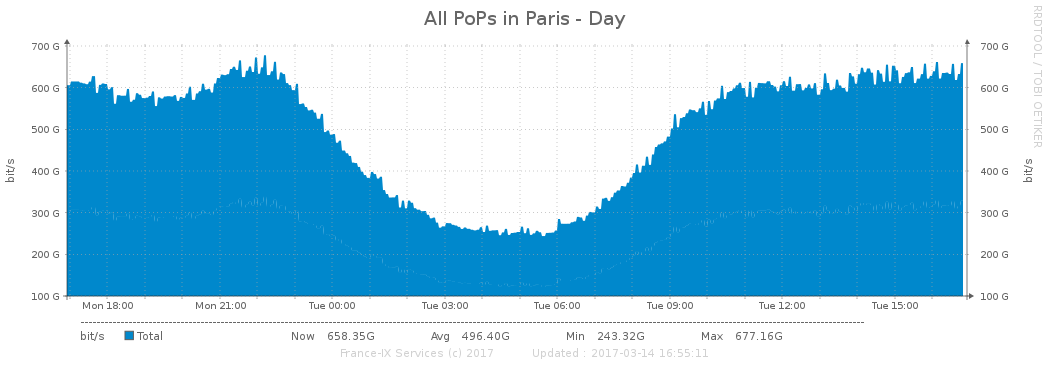 All PoPs in Paris - Day
RRDTOOL / TOBI OETIKER
700 G 700 G
600 G 600 G
500 G 500 G
400 G 400 G
300 G 300 G
200 G 200 G
100 G 100 G
bit/s bit/s
Mon 18:00 Mon 21:00 Tue 00:00 Tue 03:00 Tue 06:00 Tue 09:00 Tue 12:00 Tue 15:00
bit/s Total Now 658.35G Avg 496.40G Min 243.32G Max 677.16G
France-IX Services (c) 2017 Updated : 2017-03-14 16:55:11